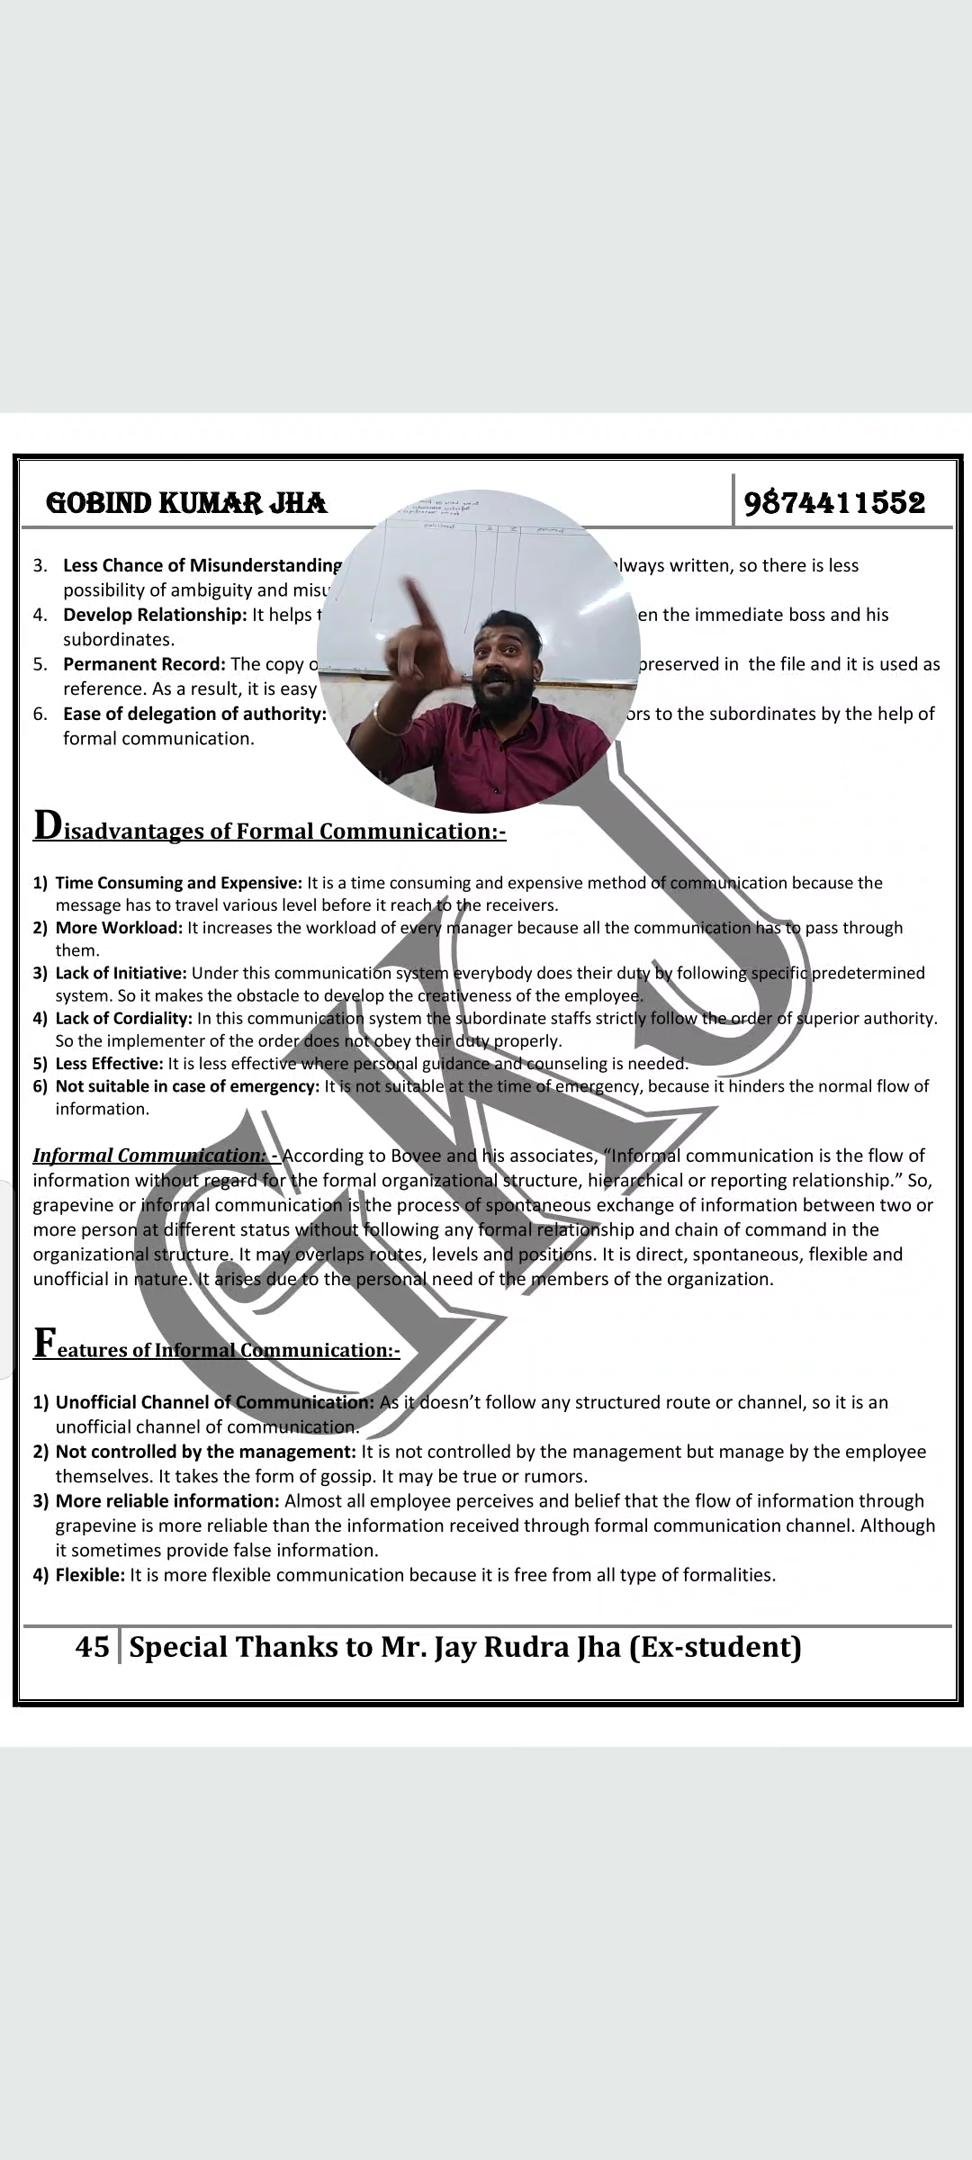 GOBIND KUMAR JHA
9874411552
3. Less Chance of Misunderstanding always written, so there is less
possibility of ambiguity and
4. Develop Relationship: It helps the immediate boss and his
subordinates.
5. Permanent Record: The copy preserved in the file and it is used as
reference. As a result, it is easy
6. Ease of delegation of authority: to the subordinates by the help of
formal communication.
Disadvantages of Formal Communication:-
1) Time Consuming and Expensive: It is a time consuming and expensive method of communication because the
message has to travel various level before it reach to the receivers.
2) More Workload: It increases the workload of every manager because all the communication has to pass through
them.
3) Lack of Initiative: Under this communication system everybody does their duty by following specific predetermined
system. So it makes the obstacle to develop the creativeness of the employee.
4) Lack of Cordiality: In this communication system the subordinate staffs strictly follow the order of superior authority.
So the implementer of the order does not obey their duty properly.
5) Less Effective: It is less effective where personal guidance and counseling is needed.
6) Not suitable in case of emergency: It is not suitable at the time of emergency, because it hinders the normal flow of
information.
Informal Communication: - According to Bovee and his associates, “Informal communication is the flow of
information without regard for the formal organizational structure, hierarchical or reporting relationship.” So,
grapevine or informal communication is the process of spontaneous exchange of information between two or
more person at different status without following any formal relationship and chain of command in the
organizational structure. It may overlaps routes, levels and positions. It is direct, spontaneous, flexible and
unofficial in nature. It arises due to the personal need of the members of the organization.
Features of Informal Communication:-
1) Unofficial Channel of Communication: As it doesn’t follow any structured route or channel, so it is an
unofficial channel of communication.
2) Not controlled by the management: It is not controlled by the management but manage by the employee
themselves. It takes the form of gossip. It may be true or rumors.
3) More reliable information: Almost all employee perceives and belief that the flow of information through
grapevine is more reliable than the information received through formal communication channel. Although
it sometimes provide false information.
4) Flexible: It is more flexible communication because it is free from all type of formalities.
GKJ
45 Special Thanks to Mr. Jay Rudra Jha (Ex-student)